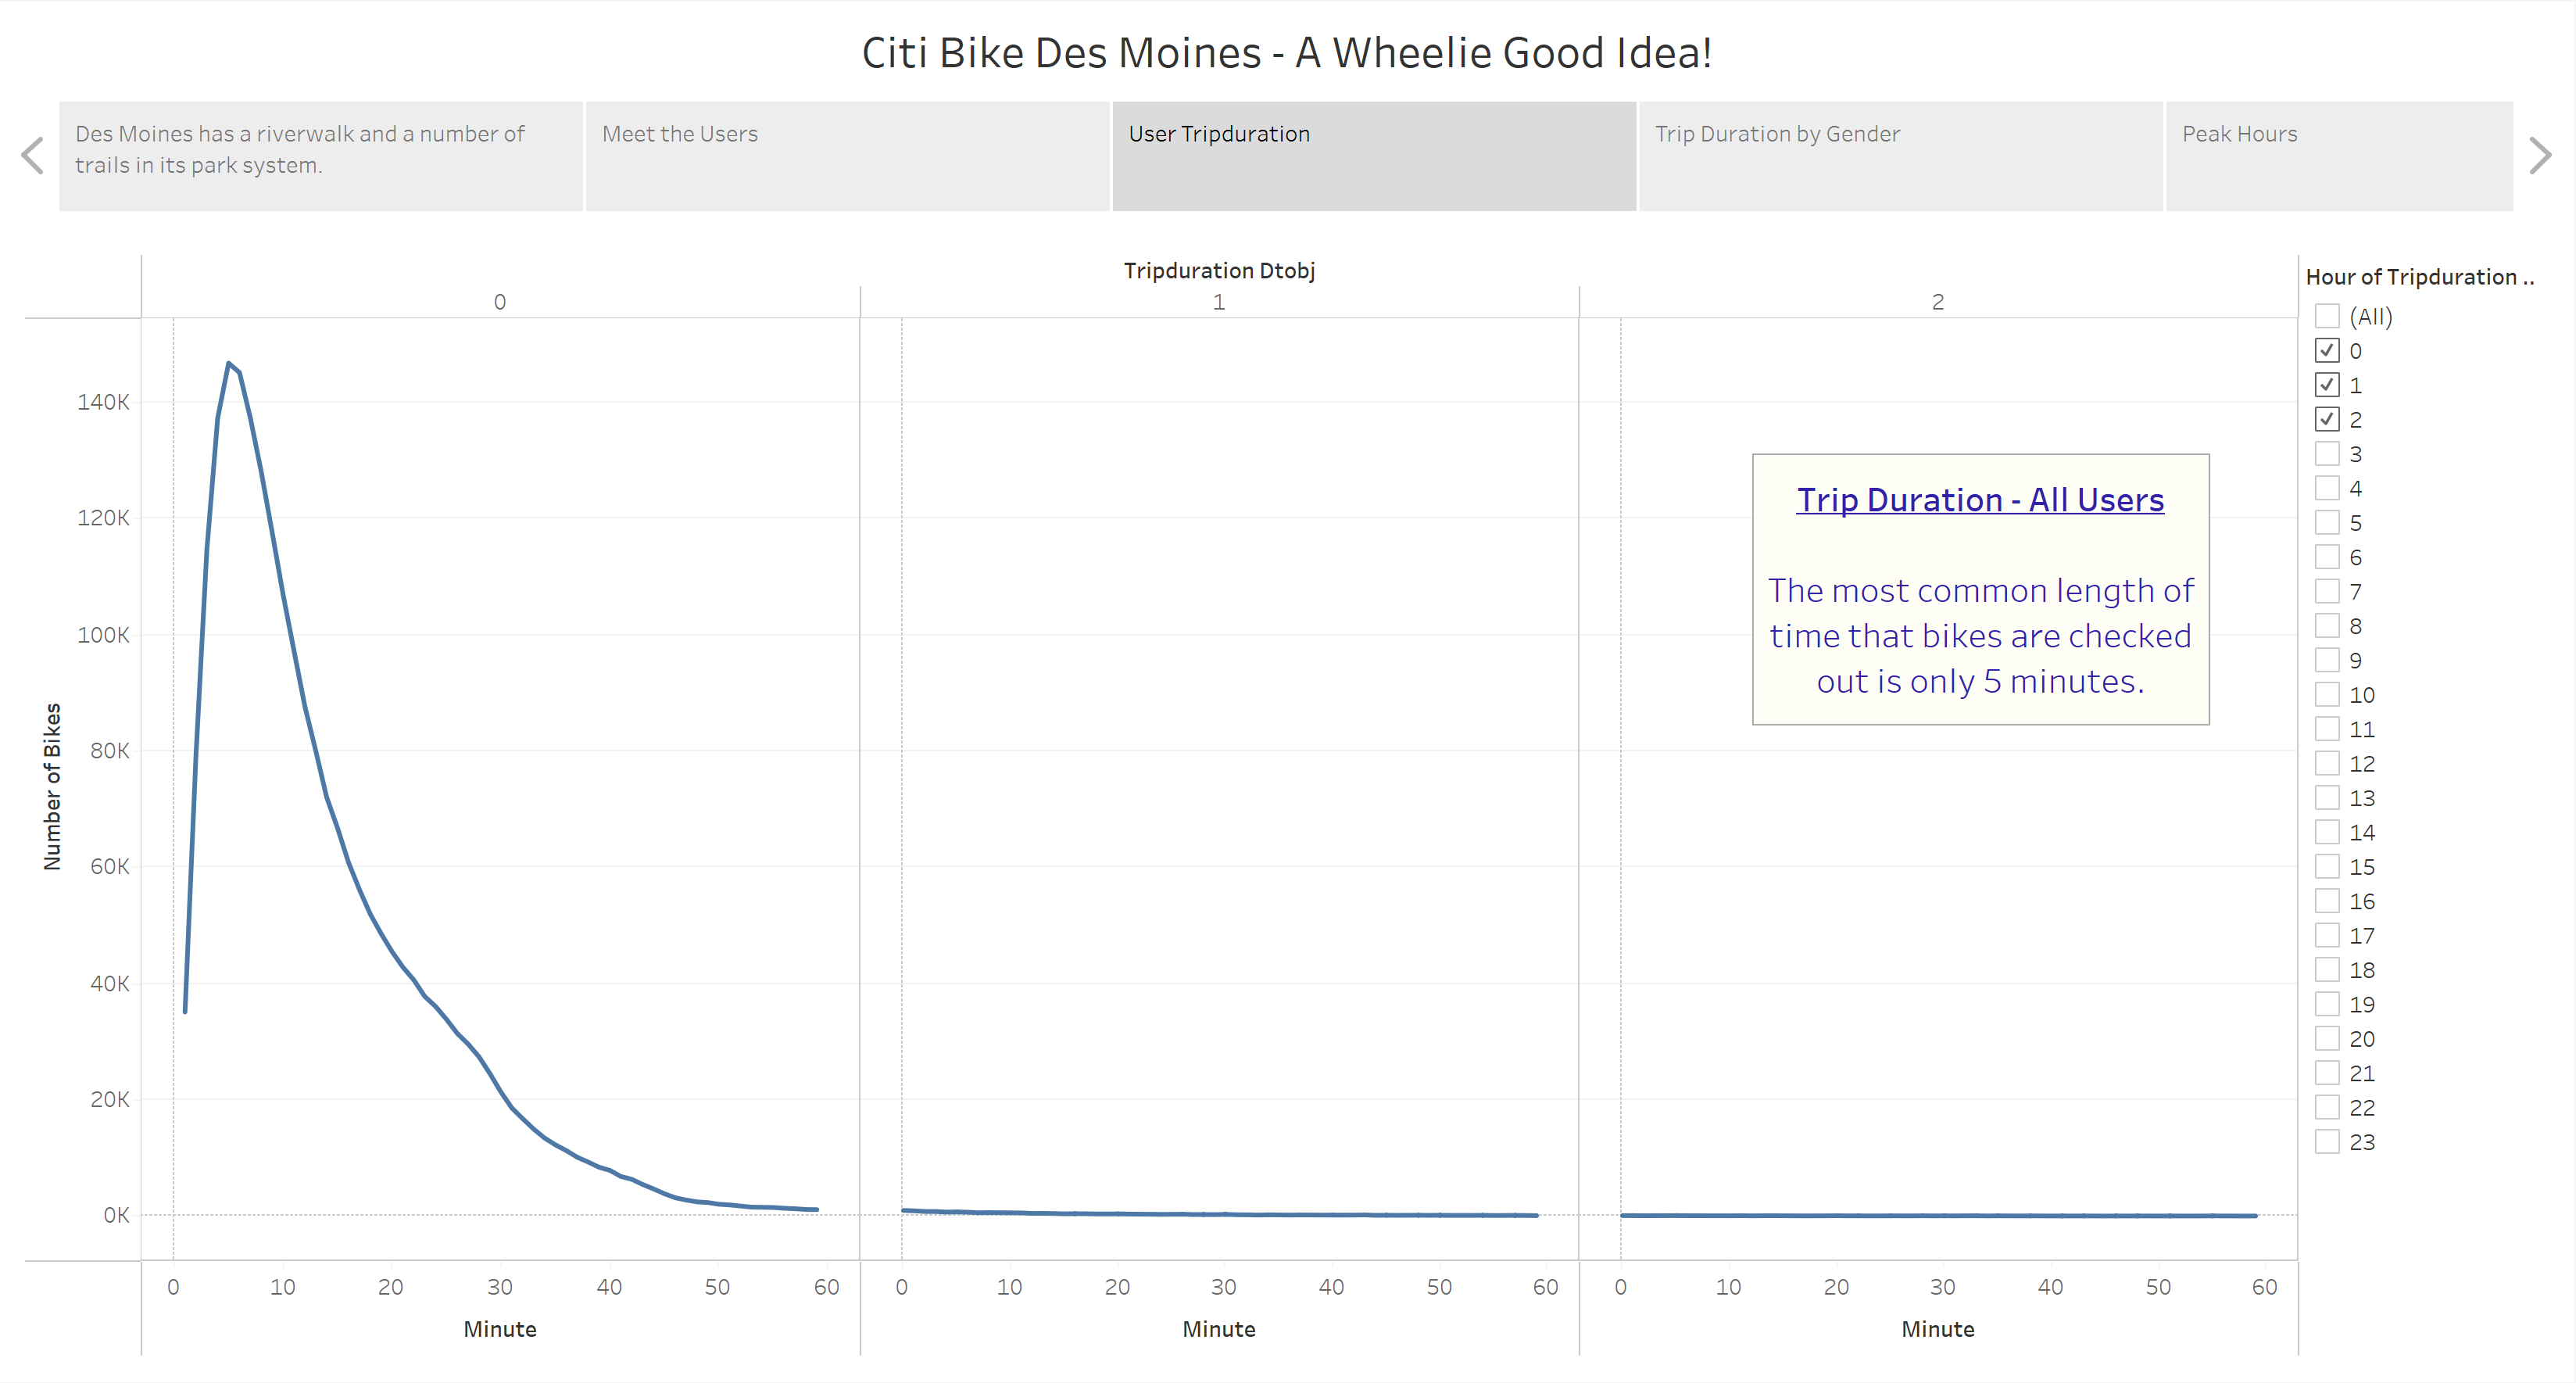 Citi Bike Des Moines - A Wheelie Good Idea!
Des Moines has a riverwalk and a number of
trails in its park system.
Meet the Users
User Tripduration
Trip Duration by Gender
Peak Hours
Tripduration Dtobj
0
1
2
Number of Bikes
140K
120K
100K
80K
60K
40K
20K
0K
Trip Duration - All Users
The most common length of
time that bikes are checked
out is only 5 minutes.
0 10 20 30 40 50 60
Minute
0 10 20 30 40 50 60
Minute
0 10 20 30 40 50 60
Minute
Hour of Tripduration ..
(All)
0
1
2
3
4
5
6
7
8
9
10
11
12
13
14
15
16
17
18
19
20
21
22
23